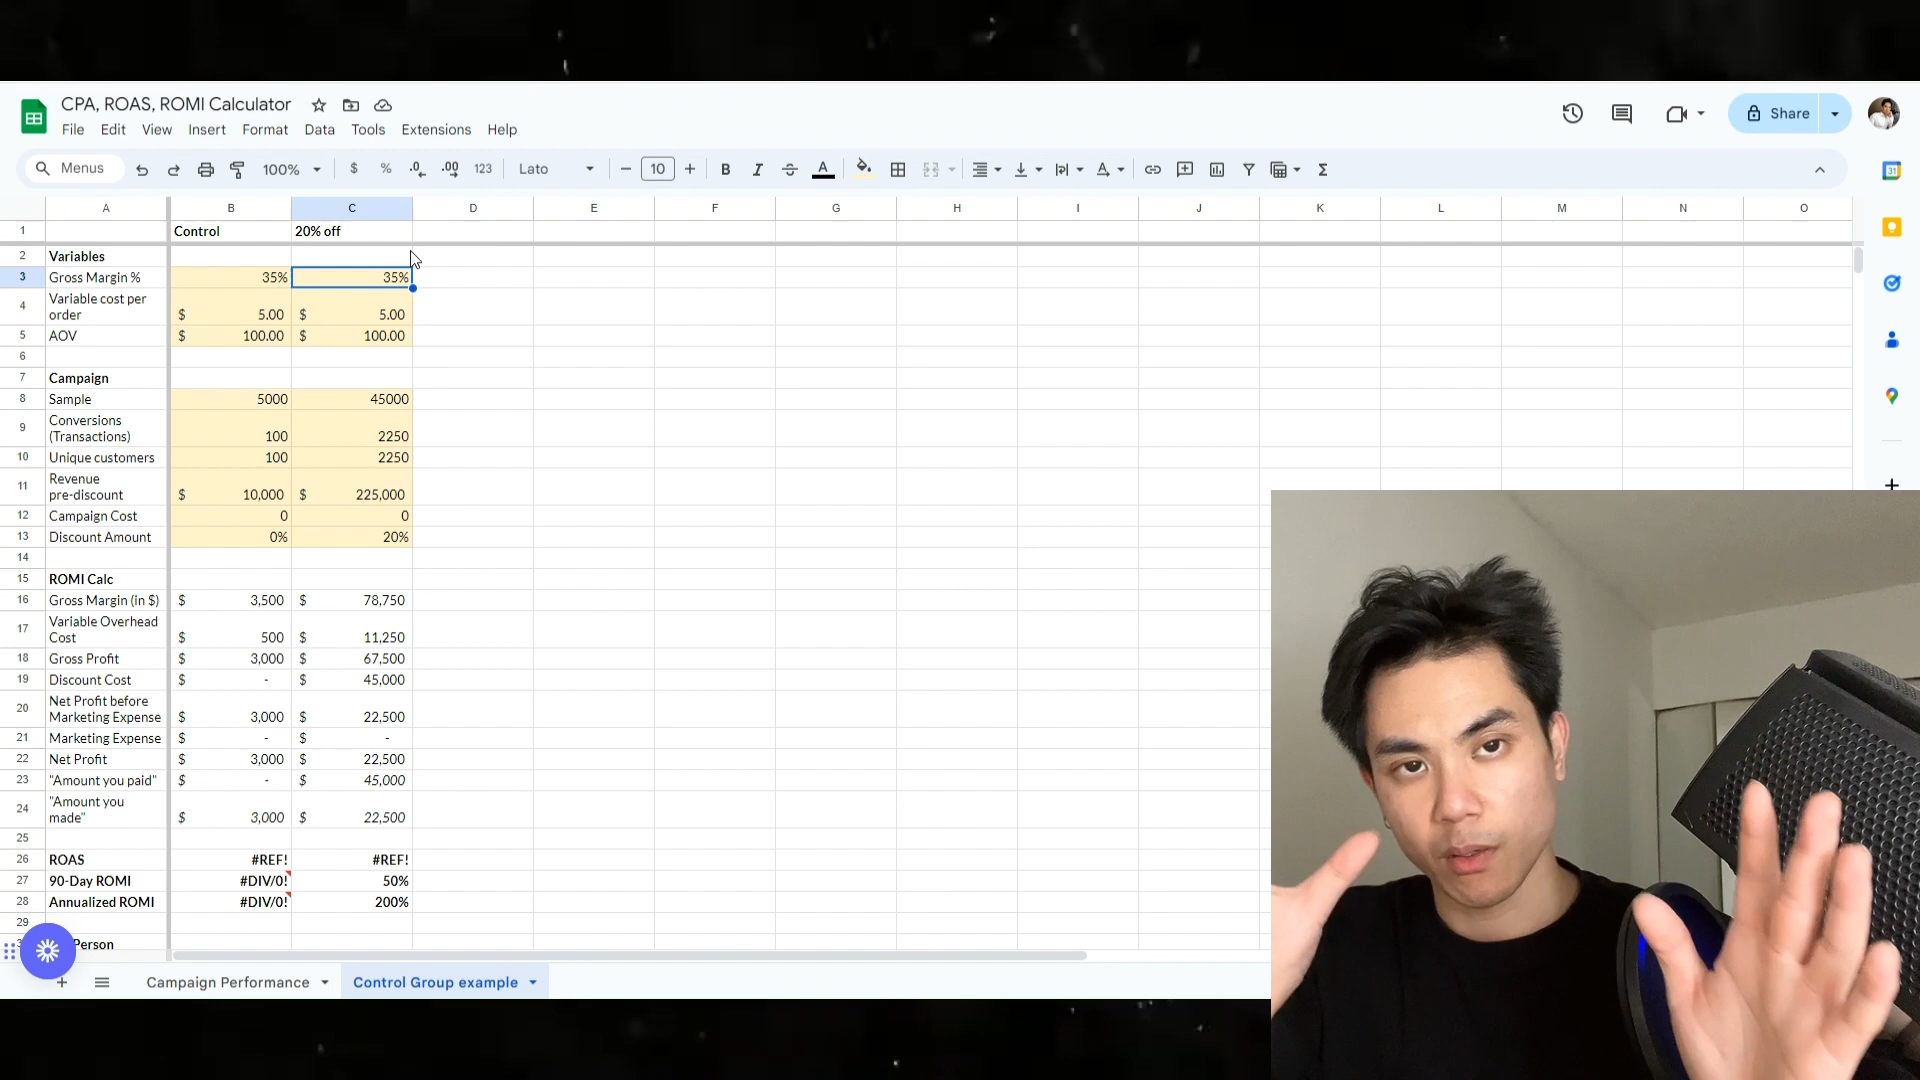 CPA, ROAS, ROMI Calculator
File Edit View Insert Format Data Tools Extensions Help
Share
Menus 100% $ % .0 .00 123 Lato 10 B I A Σ
31
A B C D E F G H I J K L M N O
1 Control 20% off
2 Variables
3 Gross Margin % 35% 35%
4 Variable cost per
order $ 5.00 $ 5.00
5 AOV $ 100.00 $ 100.00
6
7 Campaign
8 Sample 5000 45000
9 Conversions
(Transactions) 100 2250
10 Unique customers 100 2250
11 Revenue
pre-discount $ 10,000 $ 225,000
12 Campaign Cost 0 0
13 Discount Amount 0% 20%
14
15 ROMI Calc
16 Gross Margin (in $) $ 3,500 $ 78,750
17 Variable Overhead
Cost $ 500 $ 11,250
18 Gross Profit $ 3,000 $ 67,500
19 Discount Cost $ - $ 45,000
20 Net Profit before
Marketing Expense $ 3,000 $ 22,500
21 Marketing Expense $ - $ -
22 Net Profit $ 3,000 $ 22,500
23 "Amount you paid" $ - $ 45,000
24 "Amount you
made" $ 3,000 $ 22,500
25
26 ROAS #REF! #REF!
27 90-Day ROMI #DIV/0! 50%
28 Annualized ROMI #DIV/0! 200%
29
Person
Campaign Performance Control Group example